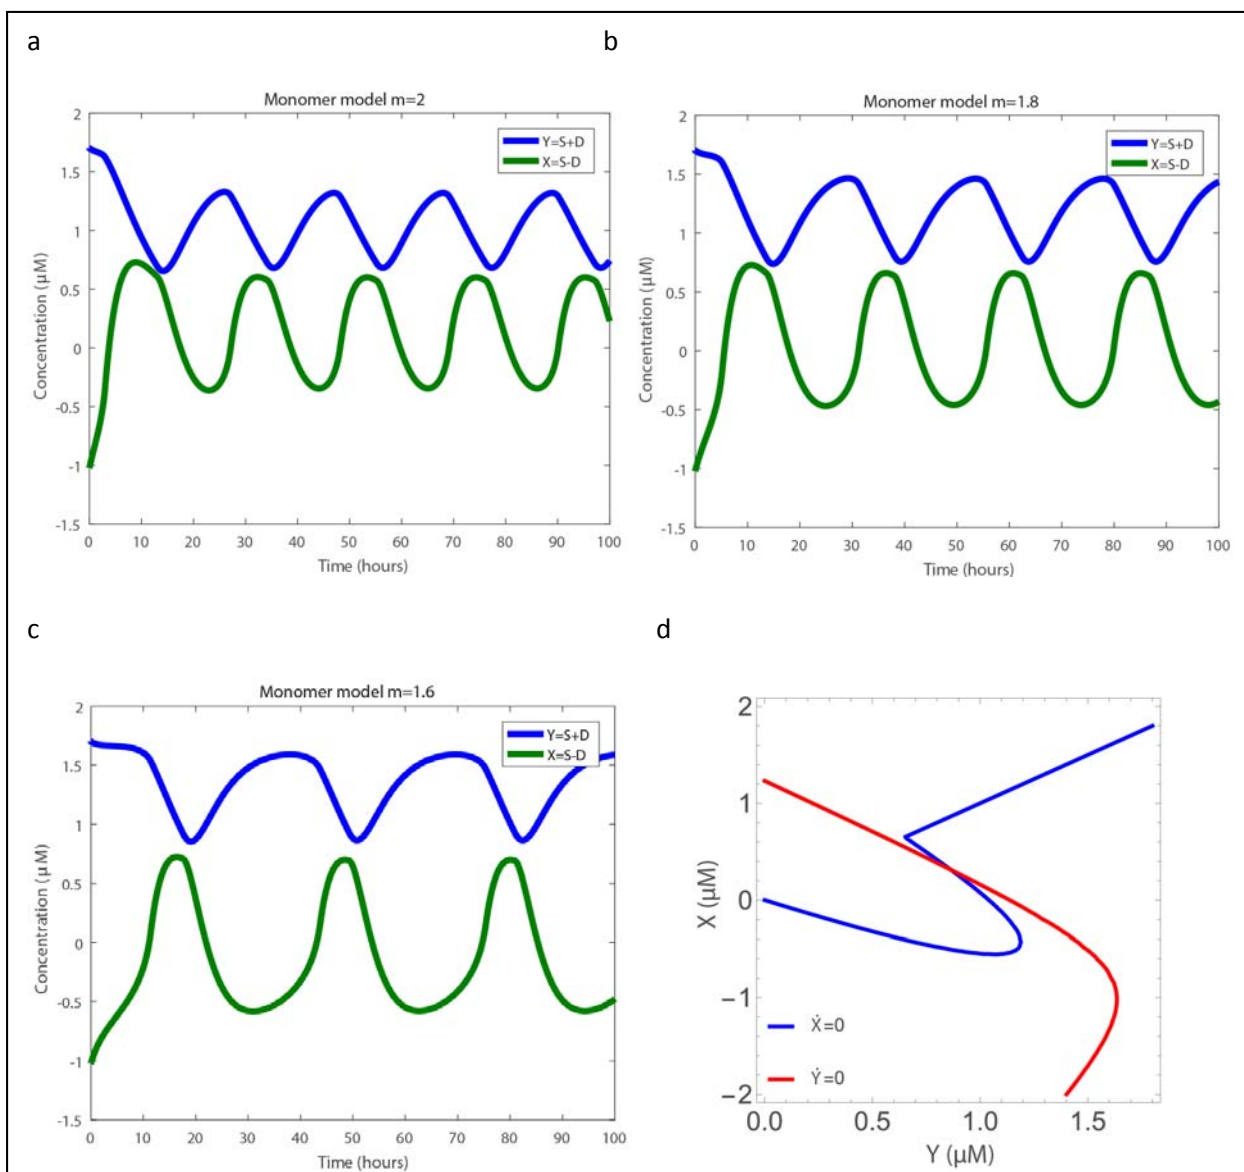 a
b
Monomer model m=2
2
1.5
1
0.5
0
-0.5
-1
-1.5
Concentration (µM)
0 10 20 30 40 50 60 70 80 90 100
Time (hours)
Y=S+D
X=S-D
Monomer model m=1.8
2
1.5
1
0.5
0
-0.5
-1
-1.5
Concentration (µM)
0 10 20 30 40 50 60 70 80 90 100
Time (hours)
Y=S+D
X=S-D
c
d
Monomer model m=1.6
2
1.5
1
0.5
0
-0.5
-1
-1.5
Concentration (µM)
0 10 20 30 40 50 60 70 80 90 100
Time (hours)
Y=S+D
X=S-D
2
1
0
−1
−2
X (µM)
Ẋ=0
Ẏ=0
0.0 0.5 1.0 1.5
Y (µM)